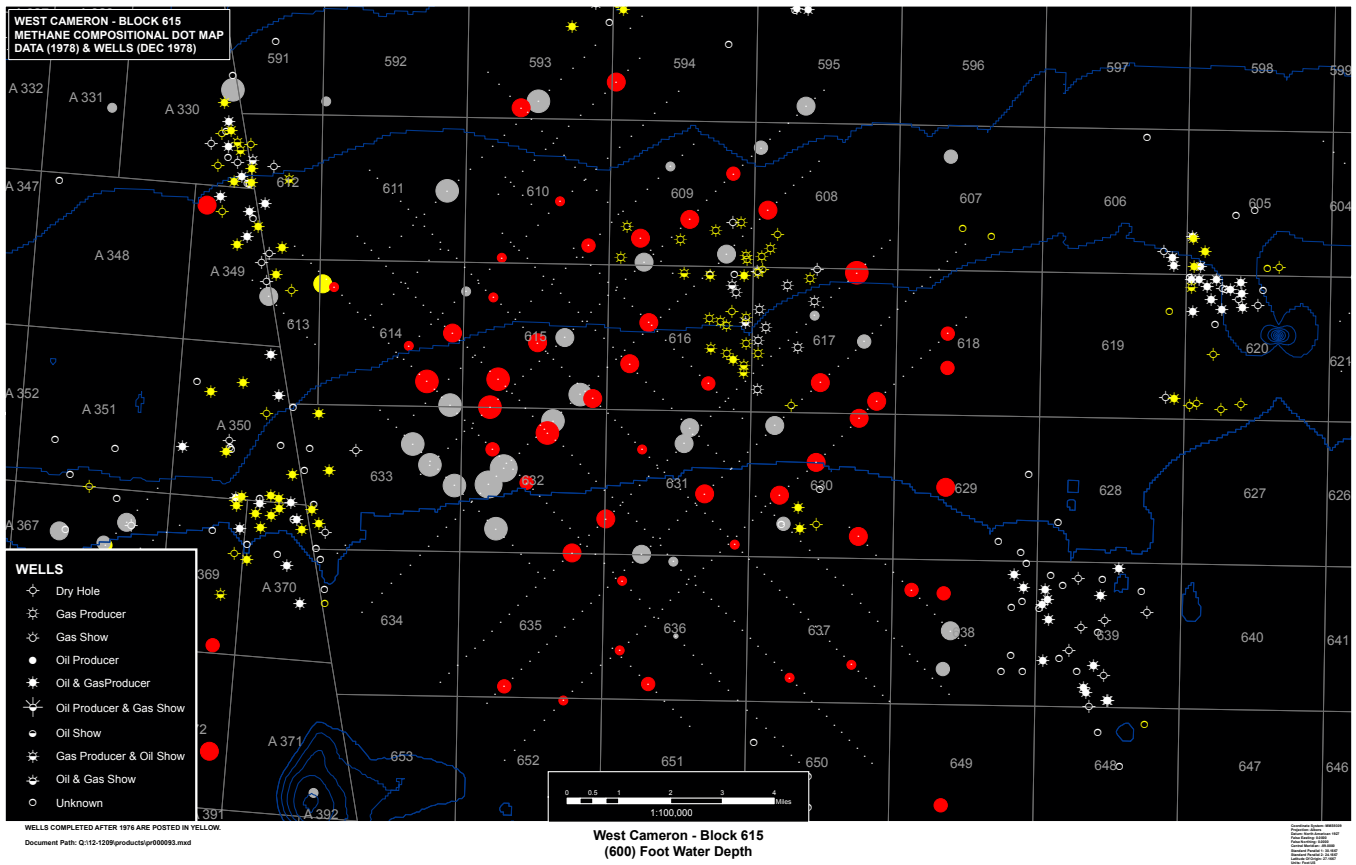 WEST CAMERON - BLOCK 615
METHANE COMPOSITIONAL DOT MAP
DATA (1978) & WELLS (DEC 1978)
591
592
593
594
595
596
597
598
599
A 332
A 331
A 330
A 347
612
611
610
609
608
607
606
605
604
A 348
A 349
613
614
615
616
617
618
619
620
621
A 352
A 351
A 350
633
632
631
630
629
628
627
626
A 367
369
A 370
634
635
636
637
38
639
640
641
2
A 371
653
652
651
650
649
648
647
646
391
A 392
WELLS
Dry Hole
Gas Producer
Gas Show
Oil Producer
Oil & GasProducer
Oil Producer & Gas Show
Oil Show
Gas Producer & Oil Show
Oil & Gas Show
Unknown
0 0.5 1 2 3 4
Miles
1:100,000
WELLS COMPLETED AFTER 1976 ARE POSTED IN YELLOW.
Document Path: Q:\12-1209\products\pr000093.mxd
West Cameron - Block 615
(600) Foot Water Depth